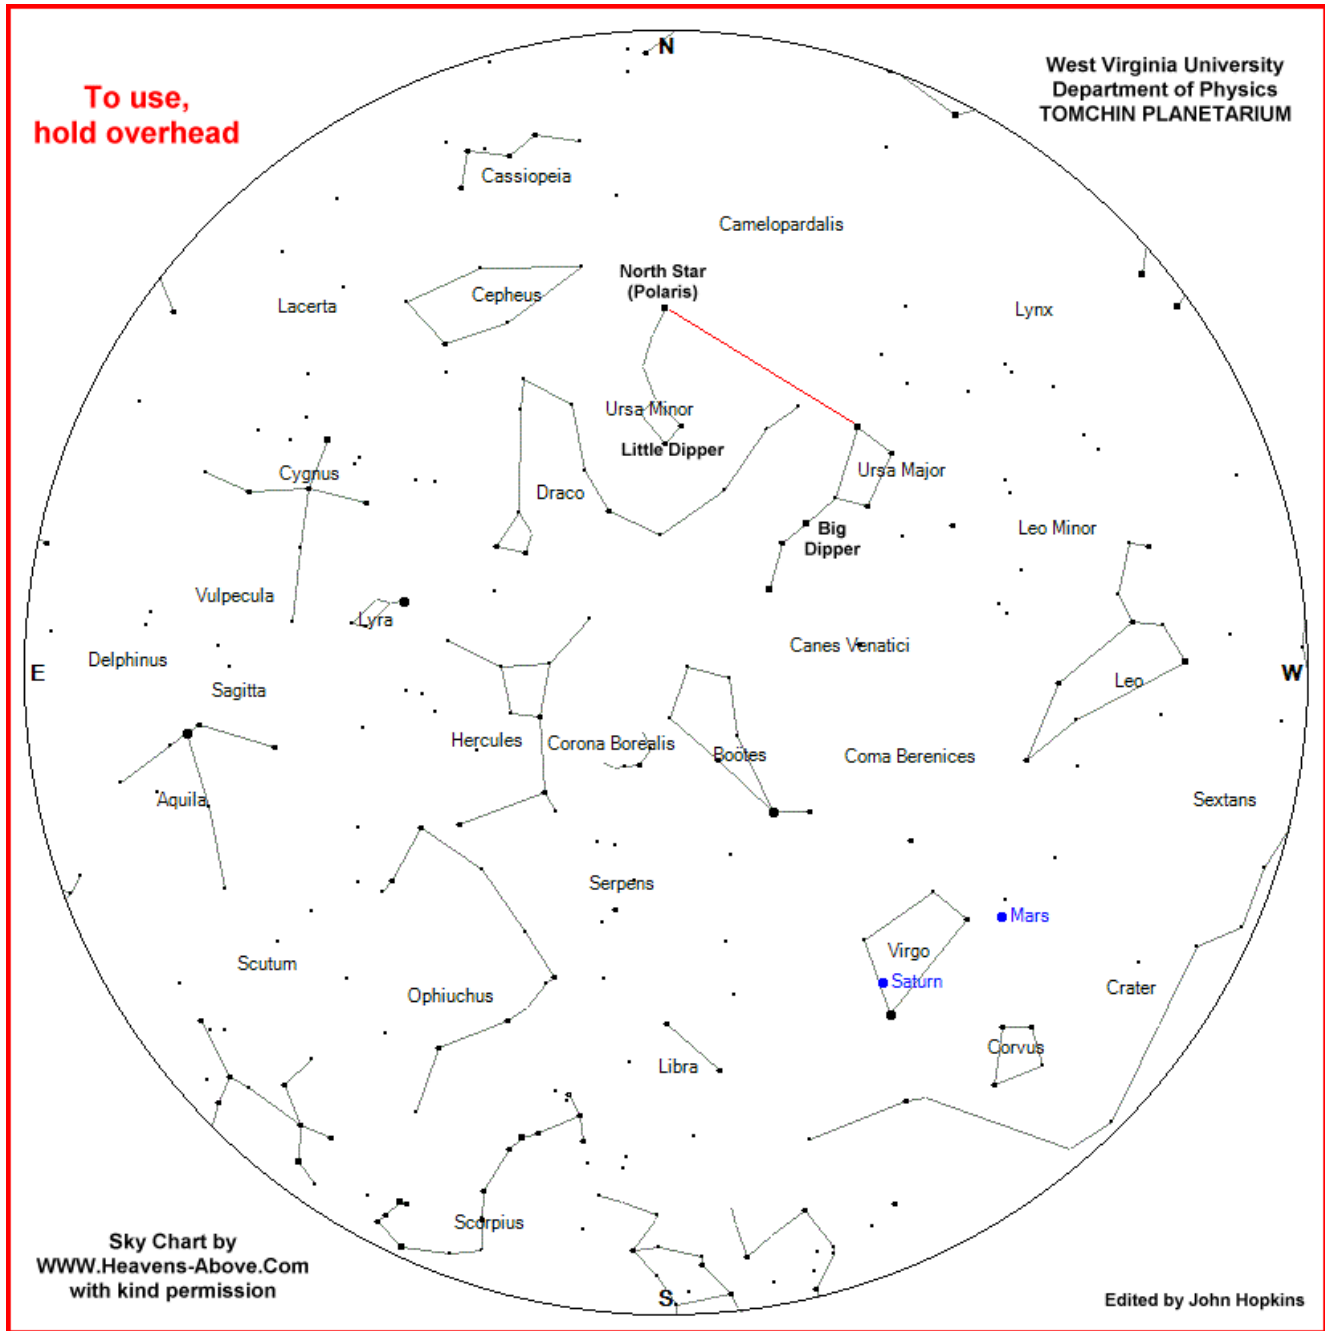 N
West Virginia University
Department of Physics
TOMCHIN PLANETARIUM
To use,
hold overhead
Cassiopeia
Camelopardalis
North Star
(Polaris)
Cepheus
Lacerta
Lynx
Ursa Minor
Little Dipper
Cygnus
Draco
Ursa Major
Big
Dipper
Leo Minor
Vulpecula
Lyra
Canes Venatici
Delphinus
E
Sagitta
Leo
W
Hercules
Corona Borealis
Bootes
Coma Berenices
Aquila
Sextans
Serpens
Mars
Virgo
Scutum
Saturn
Ophiuchus
Crater
Corvus
Libra
Scorpius
Sky Chart by
WWW.Heavens-Above.Com
with kind permission
S
Edited by John Hopkins